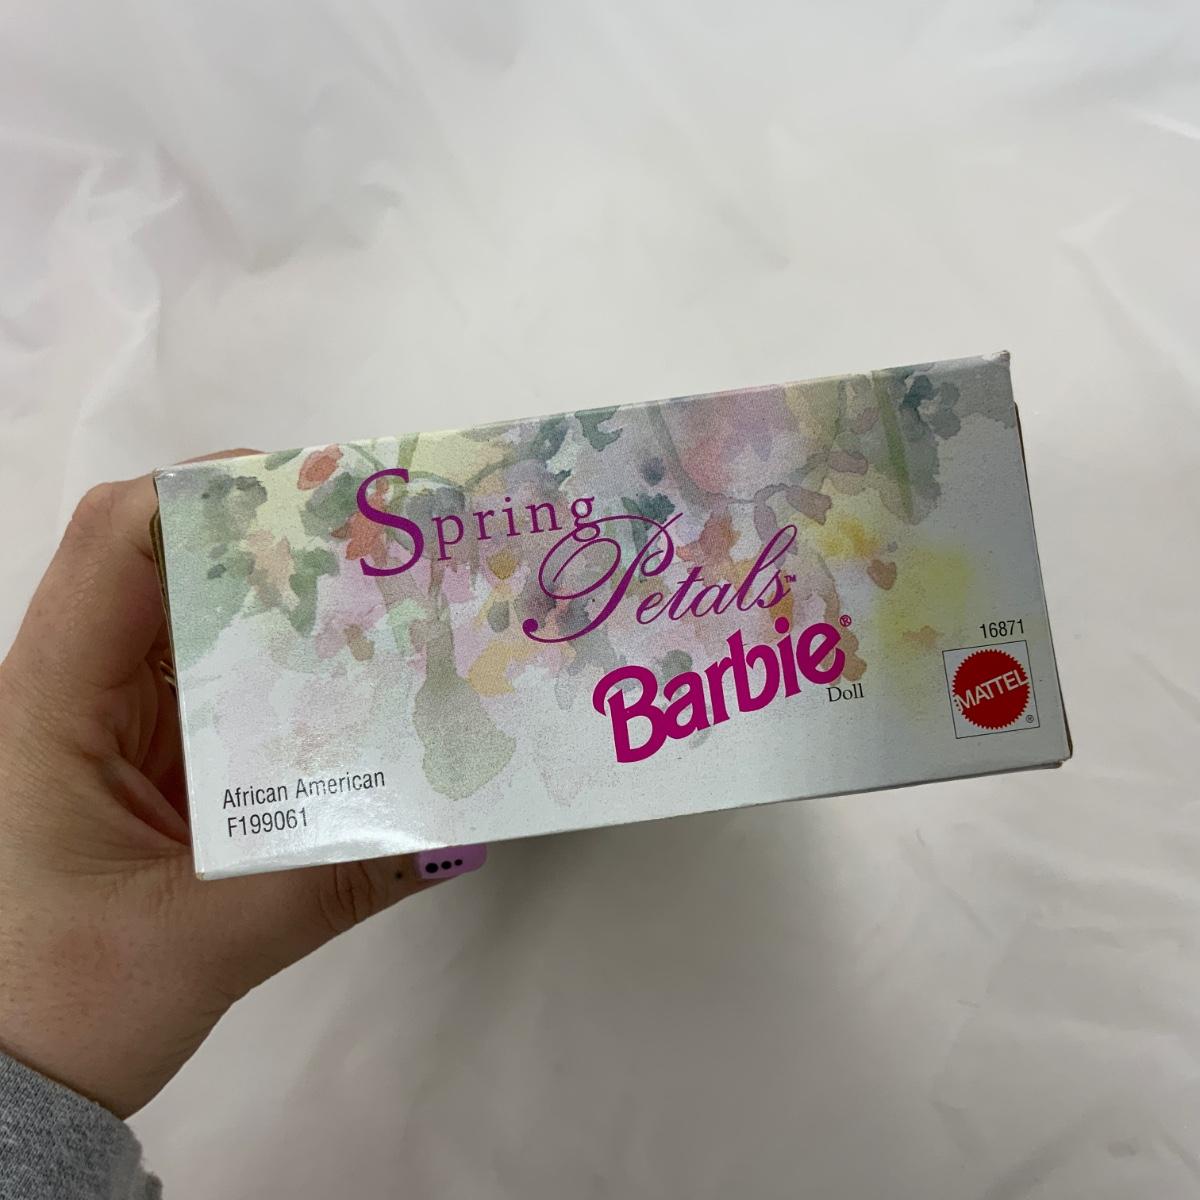 Spring
Petals™
Barbie®
Doll
16871
MATTEL
®
African American
F199061